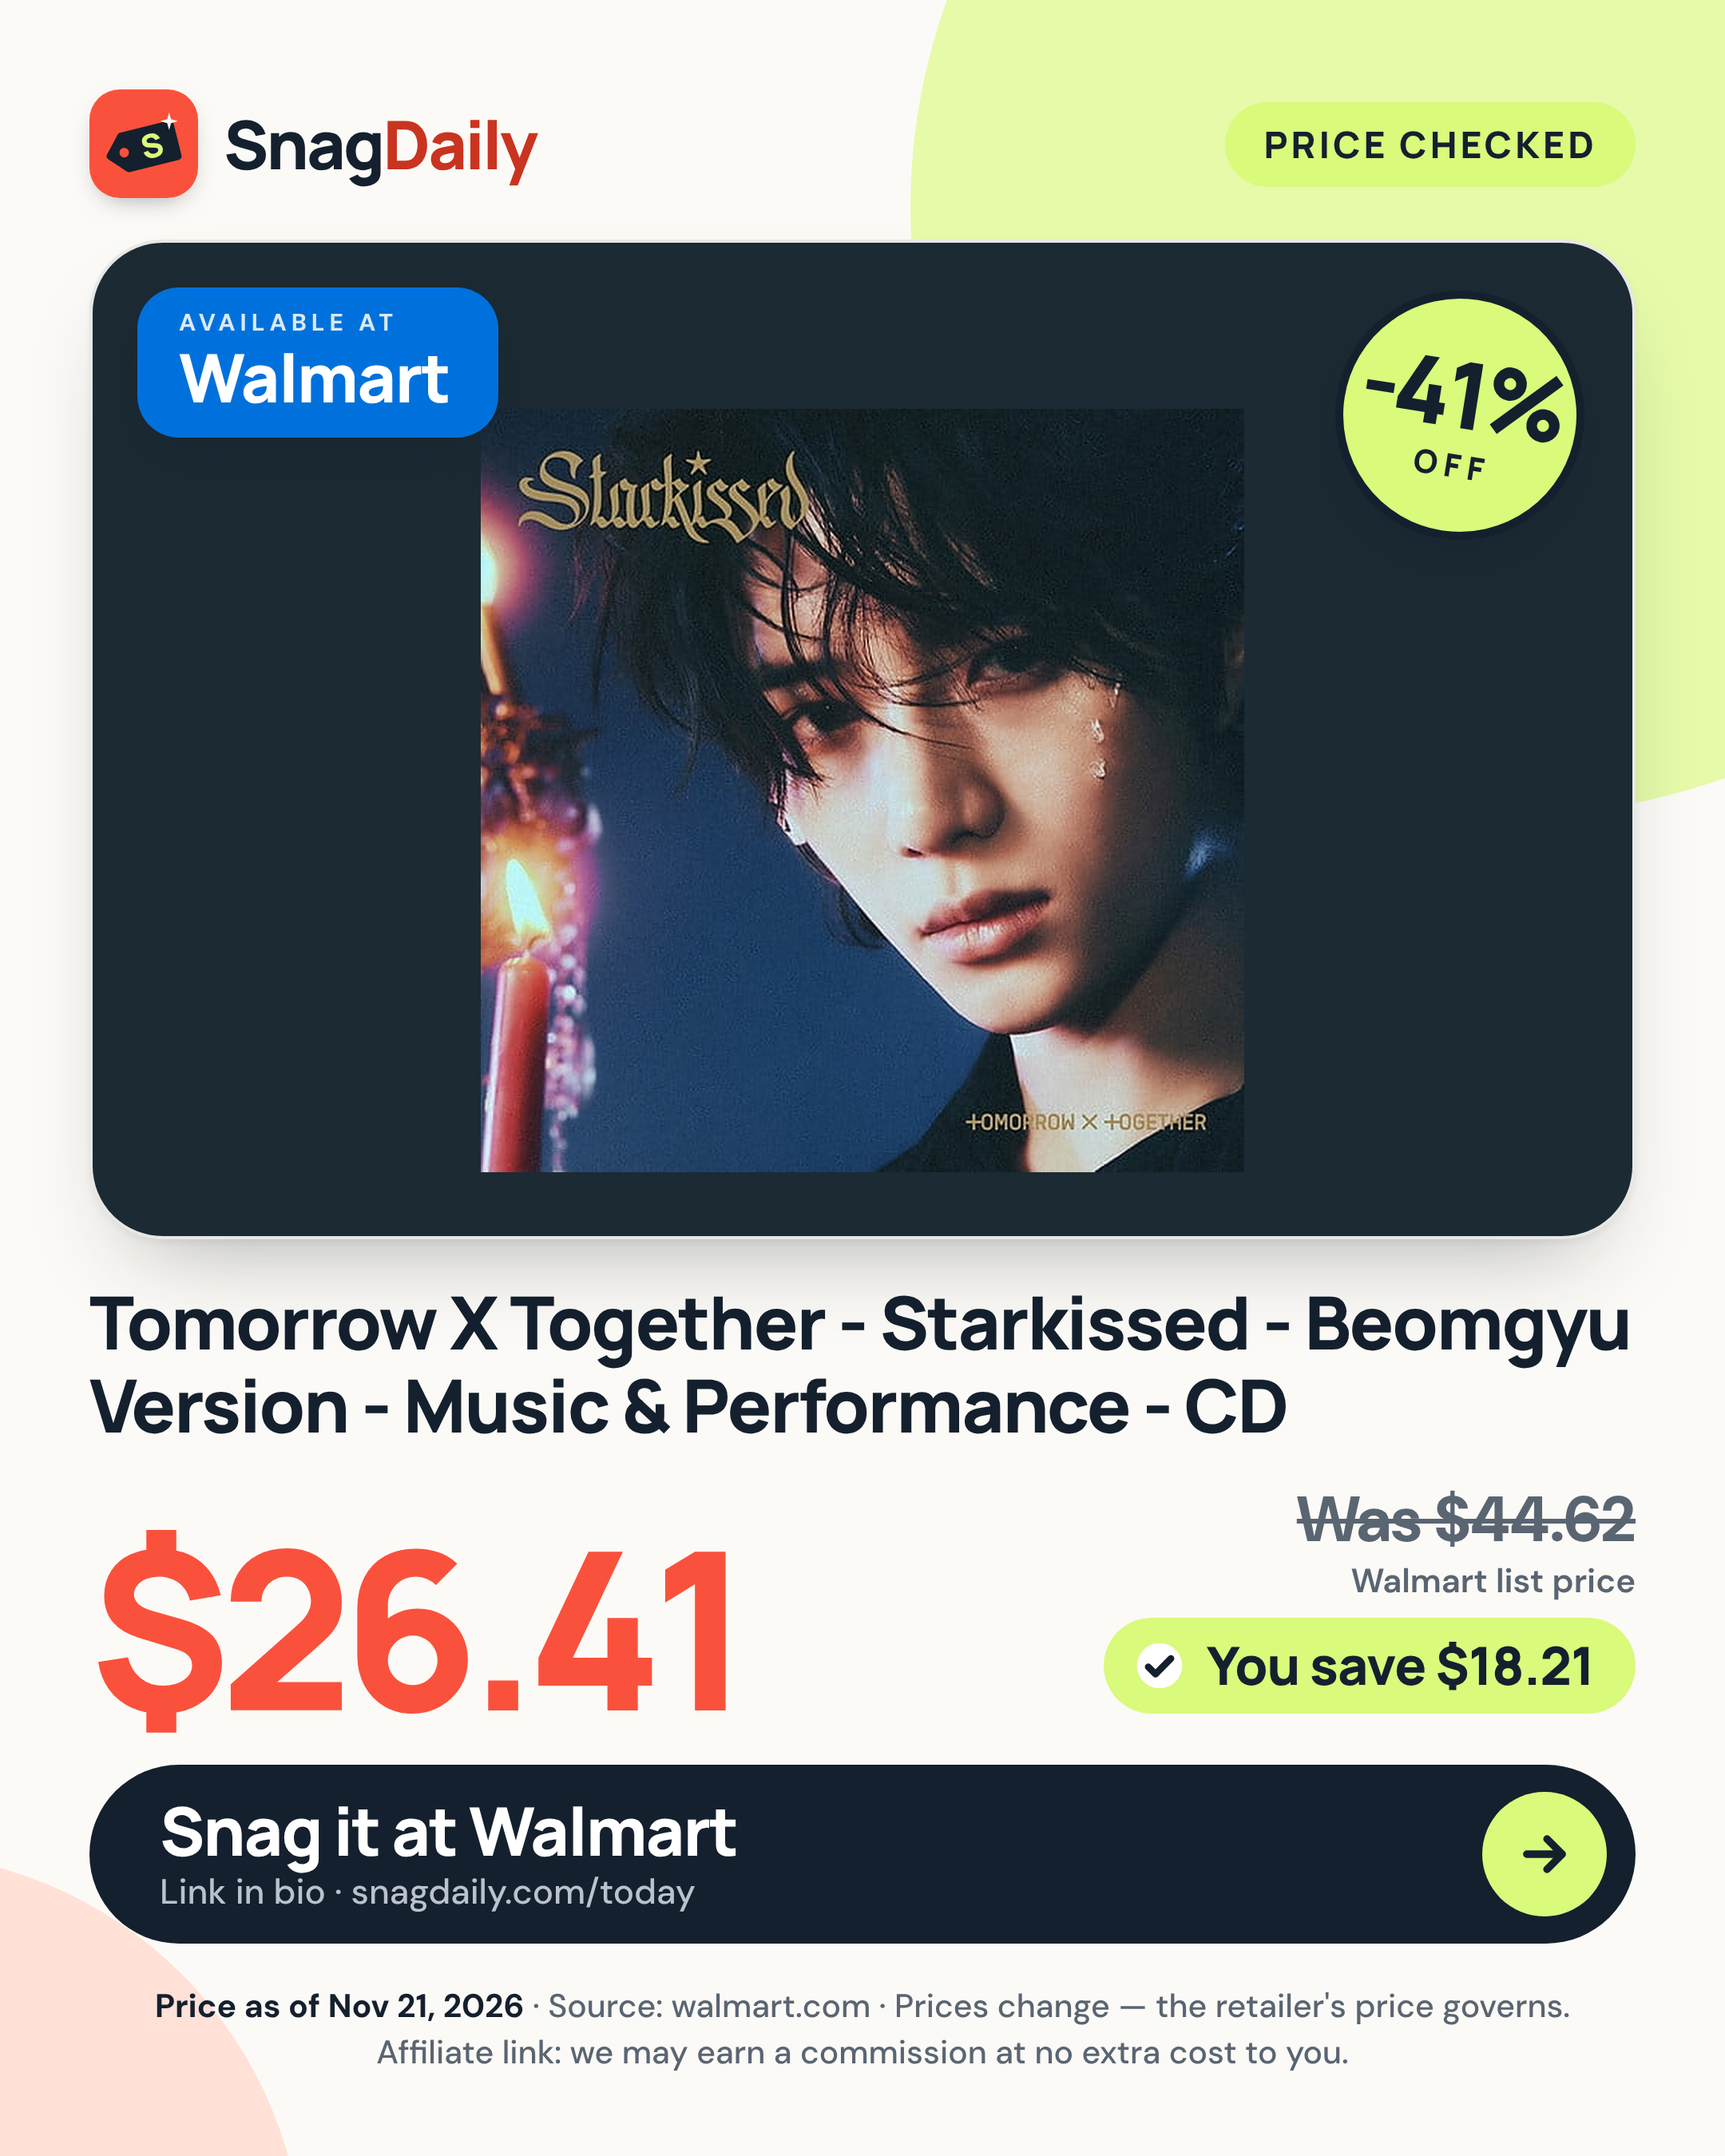 S
SnagDaily
PRICE CHECKED
AVAILABLE AT
Walmart
-41%
OFF
Starkissed
TOMORROW X TOGETHER
Tomorrow X Together - Starkissed - Beomgyu
Version - Music & Performance - CD
Was $44.62
Walmart list price
$26.41
You save $18.21
Snag it at Walmart
Link in bio · snagdaily.com/today
Price as of Nov 21, 2026 · Source: walmart.com · Prices change — the retailer's price governs.
Affiliate link: we may earn a commission at no extra cost to you.